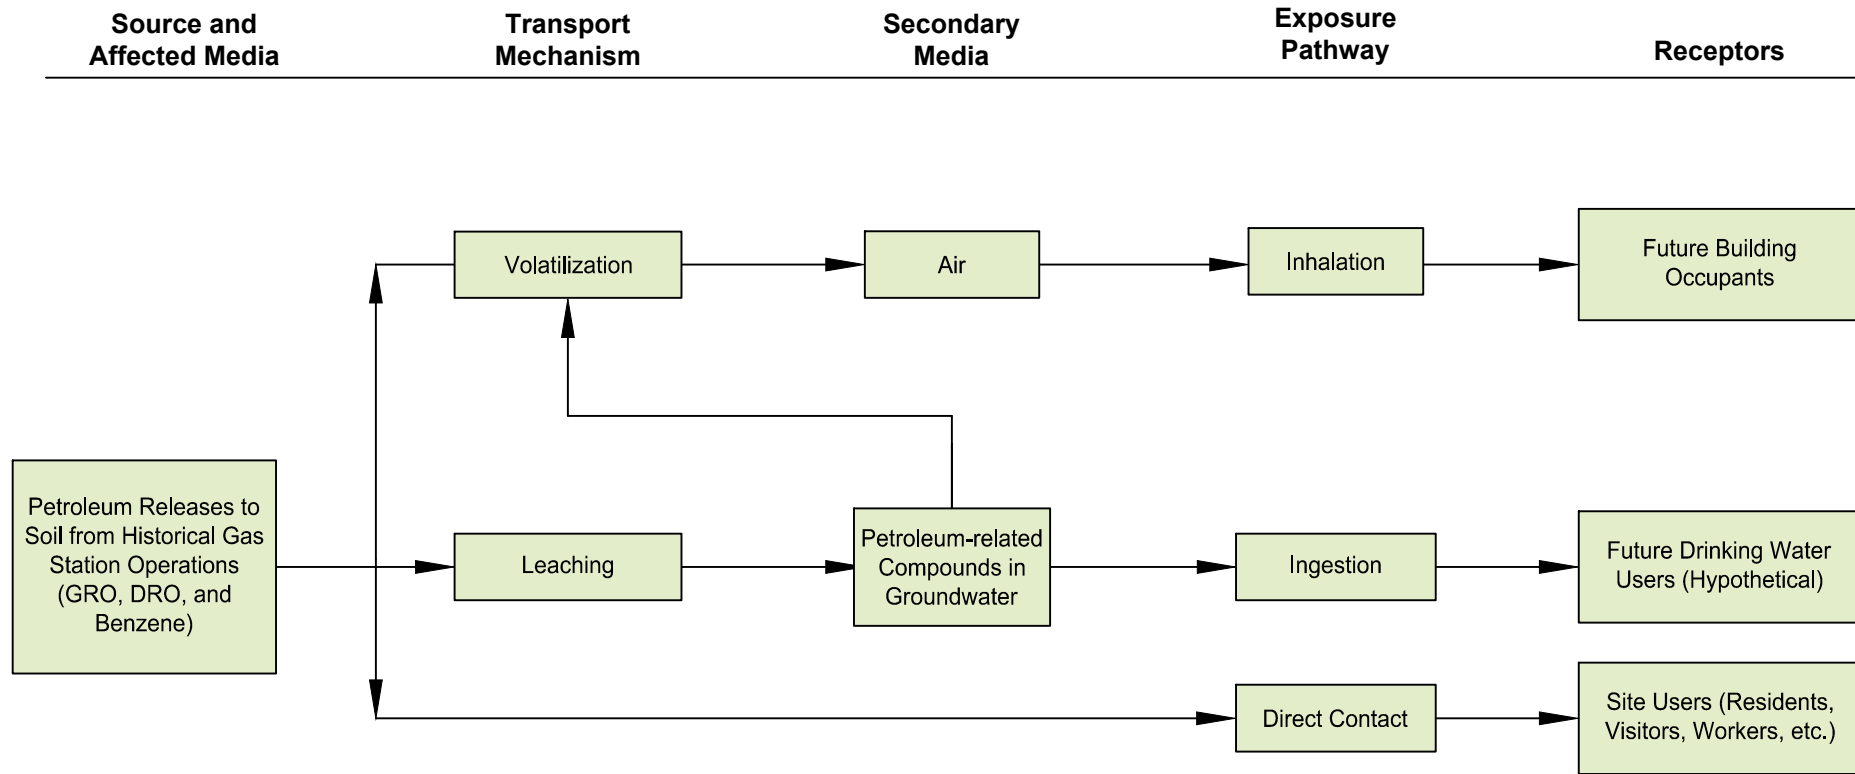 Source and
Affected Media
Transport
Mechanism
Secondary
Media
Exposure
Pathway
Receptors
Volatilization
Air
Inhalation
Future Building
Occupants
Petroleum Releases to
Soil from Historical Gas
Station Operations
(GRO, DRO, and
Benzene)
Leaching
Petroleum-related
Compounds in
Groundwater
Ingestion
Future Drinking Water
Users (Hypothetical)
Direct Contact
Site Users (Residents,
Visitors, Workers, etc.)